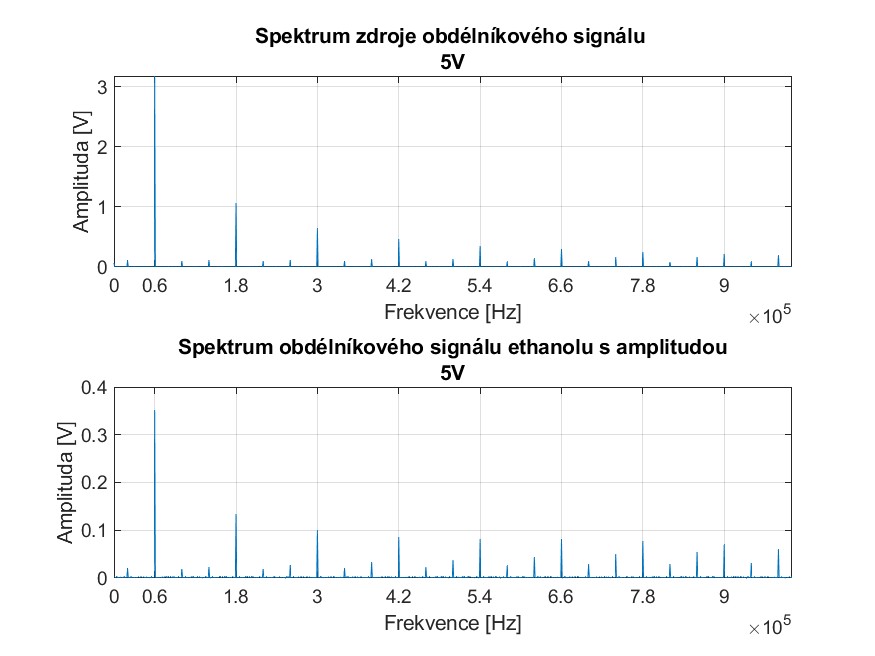 Spektrum zdroje obdélníkového signálu
5V
Amplituda [V]
3
2
1
0
0 0.6 1.8 3 4.2 5.4 6.6 7.8 9
Frekvence [Hz]
×10^5
Spektrum obdélníkového signálu ethanolu s amplitudou
5V
Amplituda [V]
0.4
0.3
0.2
0.1
0
0 0.6 1.8 3 4.2 5.4 6.6 7.8 9
Frekvence [Hz]
×10^5